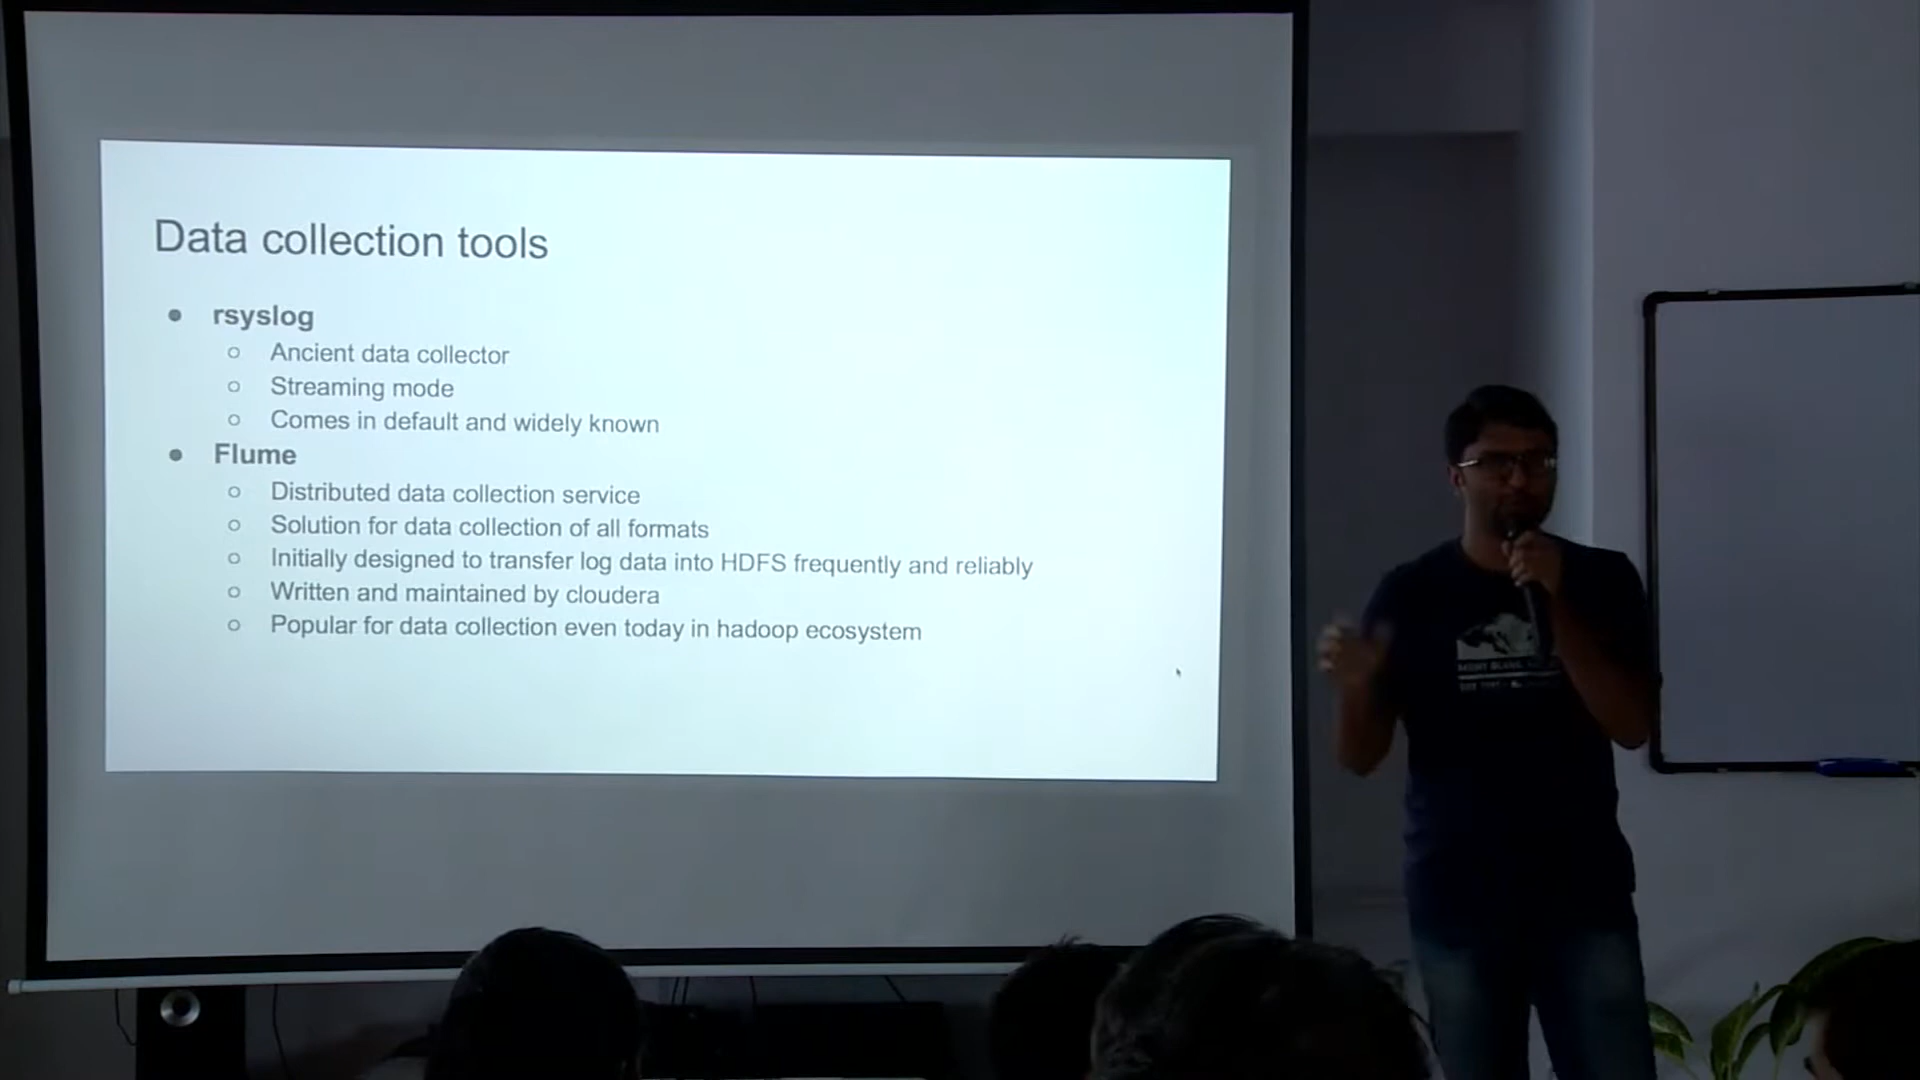 Data collection tools
● rsyslog
○ Ancient data collector
○ Streaming mode
○ Comes in default and widely known
● Flume
○ Distributed data collection service
○ Solution for data collection of all formats
○ Initially designed to transfer log data into HDFS frequently and reliably
○ Written and maintained by cloudera
○ Popular for data collection even today in hadoop ecosystem
MONT BLANC